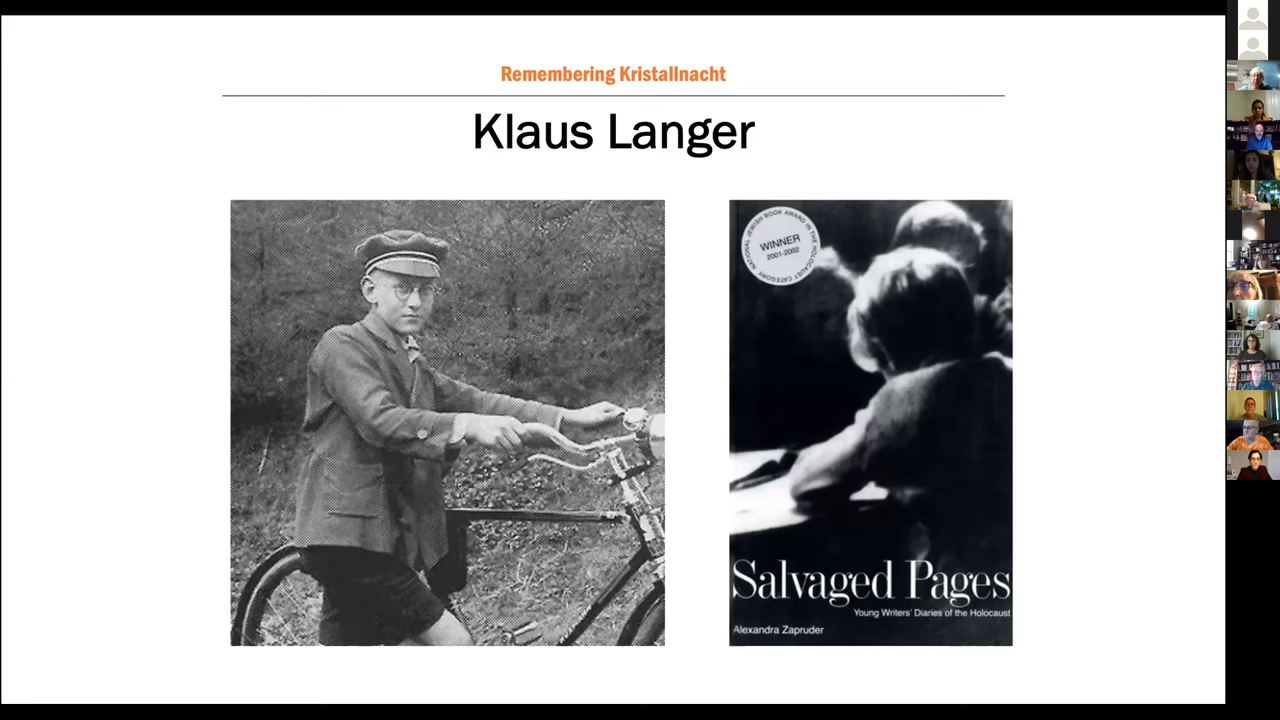 Remembering Kristallnacht
Klaus Langer
NATIONAL JEWISH BOOK AWARD IN THE HOLOCAUST CATEGORY
WINNER
2001-2002
Salvaged Pages
Young Writers' Diaries of the Holocaust
Alexandra Zapruder